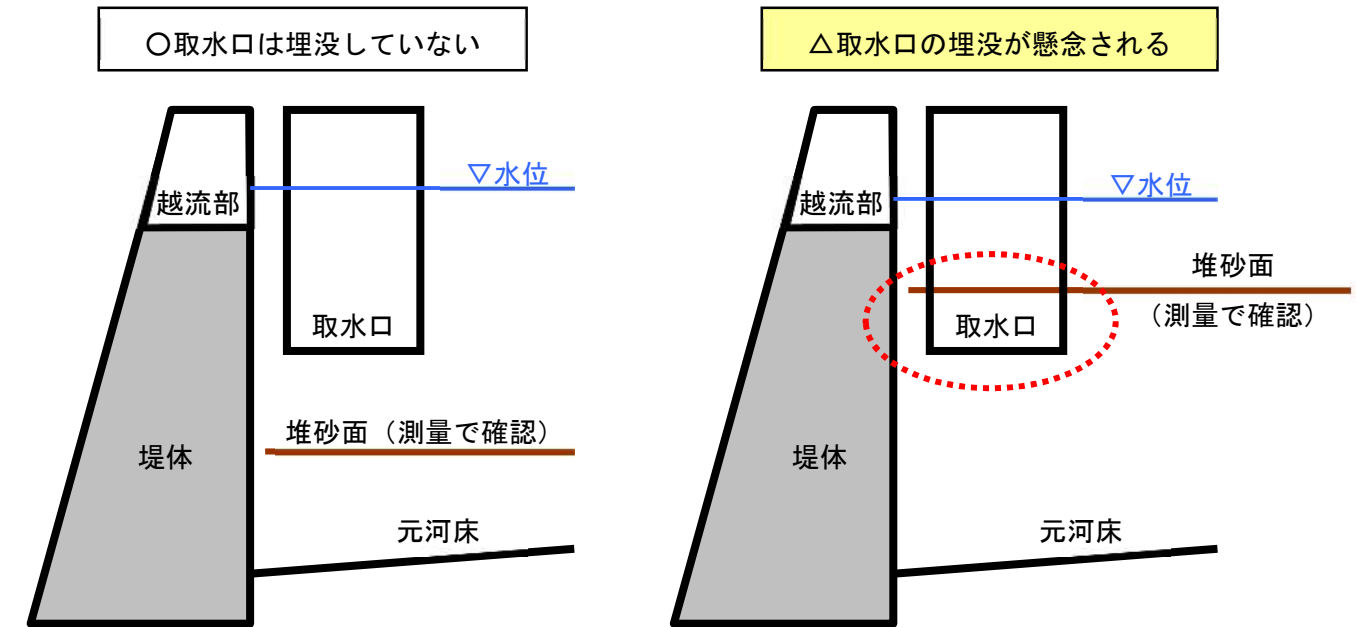 〇取水口は埋没していない
▽水位
越流部
取水口
堆砂面（測量で確認）
堤体
元河床
△取水口の埋没が懸念される
▽水位
越流部
堆砂面
（測量で確認）
取水口
堤体
元河床